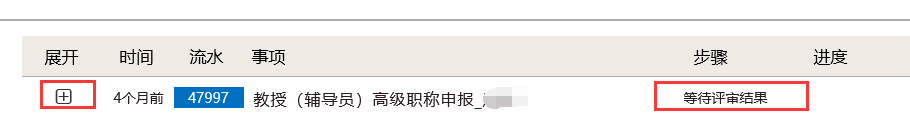 展开 时间 流水 事项 步骤 进度
4个月前 47997 教授（辅导员）高级职称申报_ 等待评审结果